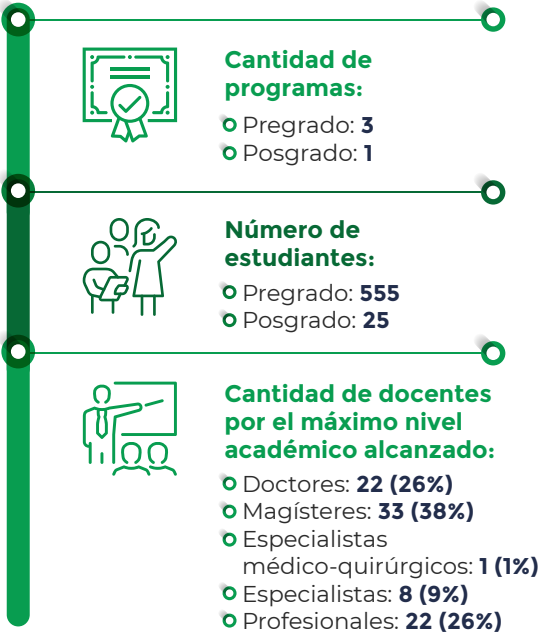 Cantidad de
programas:
Pregrado: 3
Posgrado: 1
Número de
estudiantes:
Pregrado: 555
Posgrado: 25
Cantidad de docentes
por el máximo nivel
académico alcanzado:
Doctores: 22 (26%)
Magísteres: 33 (38%)
Especialistas
médico-quirúrgicos: 1 (1%)
Especialistas: 8 (9%)
Profesionales: 22 (26%)